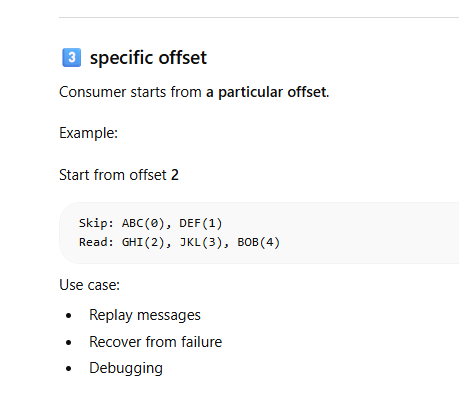 3 specific offset
Consumer starts from a particular offset.
Example:
Start from offset 2
Skip: ABC(0), DEF(1)
Read: GHI(2), JKL(3), BOB(4)
Use case:
• Replay messages
• Recover from failure
• Debugging